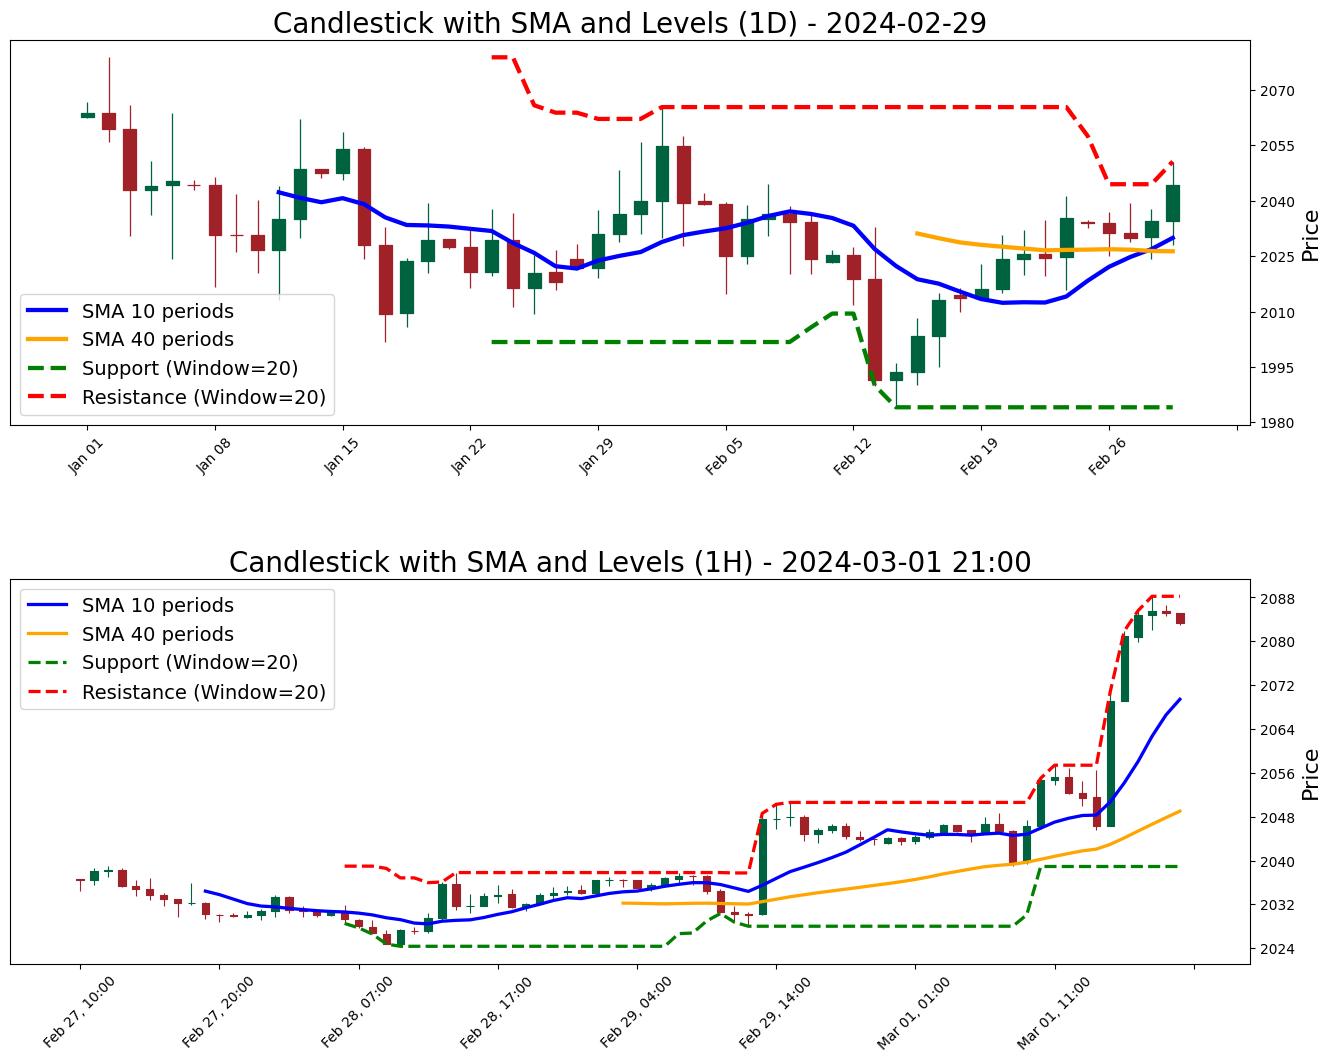 Candlestick with SMA and Levels (1D) - 2024-02-29
2070
2055
2040
2025
2010
1995
1980
Price
SMA 10 periods
SMA 40 periods
Support (Window=20)
Resistance (Window=20)
Jan 01
Jan 08
Jan 15
Jan 22
Jan 29
Feb 05
Feb 12
Feb 19
Feb 26
Candlestick with SMA and Levels (1H) - 2024-03-01 21:00
SMA 10 periods
SMA 40 periods
Support (Window=20)
Resistance (Window=20)
2088
2080
2072
2064
2056
2048
2040
2032
2024
Price
Feb 27, 10:00
Feb 27, 20:00
Feb 28, 07:00
Feb 28, 17:00
Feb 29, 04:00
Feb 29, 14:00
Mar 01, 01:00
Mar 01, 11:00